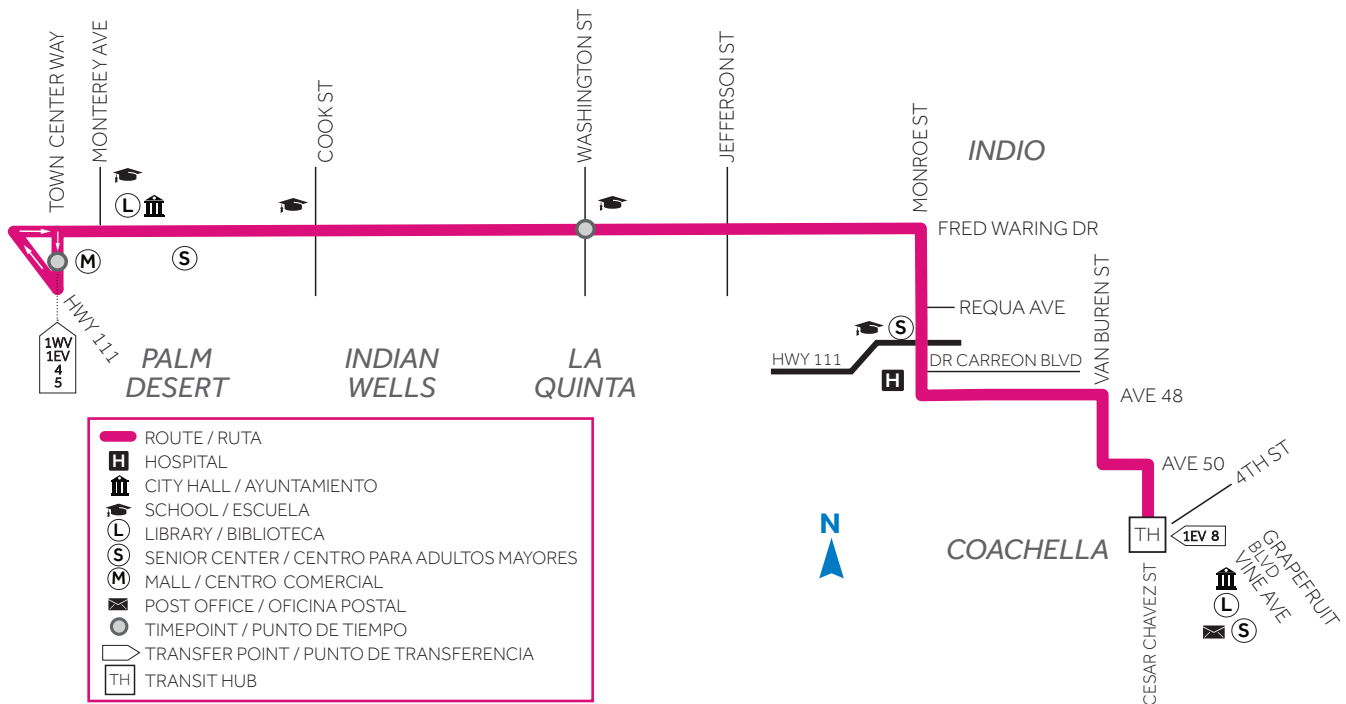 TOWN CENTER WAY
MONTEREY AVE
COOK ST
WASHINGTON ST
JEFFERSON ST
MONROE ST
INDIO
L
FRED WARING DR
M
S
HWY 111
VAN BUREN ST
REQUA AVE
S
1WV
1EV
4
5
PALM
DESERT
INDIAN
WELLS
LA
QUINTA
HWY 111
DR CARREON BLVD
H
AVE 48
ROUTE / RUTA
H HOSPITAL
CITY HALL / AYUNTAMIENTO
SCHOOL / ESCUELA
L LIBRARY / BIBLIOTECA
S SENIOR CENTER / CENTRO PARA ADULTOS MAYORES
M MALL / CENTRO COMERCIAL
POST OFFICE / OFICINA POSTAL
TIMEPOINT / PUNTO DE TIEMPO
TRANSFER POINT / PUNTO DE TRANSFERENCIA
TH TRANSIT HUB
N
AVE 50
4TH ST
COACHELLA
TH
1EV 8
GRAPEFRUIT
BLVD
VINE AVE
L
S
CESAR CHAVEZ ST